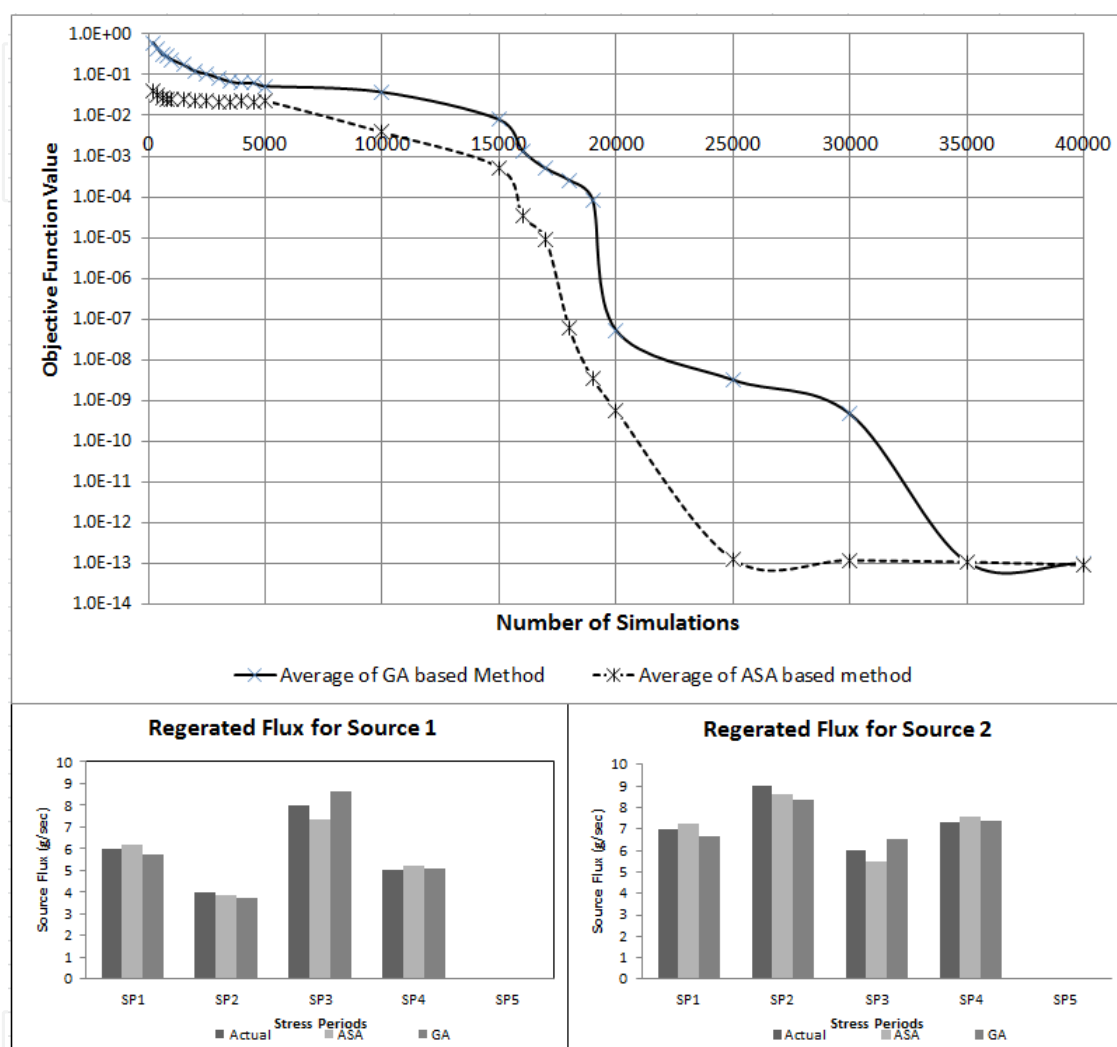 1.0E+00
1.0E-01
1.0E-02
0 5000 10000 15000 20000 25000 30000 35000 40000
1.0E-03
1.0E-04
1.0E-05
1.0E-06
1.0E-07
1.0E-08
1.0E-09
1.0E-10
1.0E-11
1.0E-12
1.0E-13
1.0E-14
Objective Function Value
Number of Simulations
Average of GA based Method Average of ASA based method
Regerated Flux for Source 1
10
9
8
7
6
5
4
3
2
1
0
Source Flux (g/sec)
SP1 SP2 SP3 SP4 SP5
Stress Periods
Actual ASA GA
Regerated Flux for Source 2
10
9
8
7
6
5
4
3
2
1
0
Source Flux (g/sec)
SP1 SP2 SP3 SP4 SP5
Stress Periods
Actual ASA GA